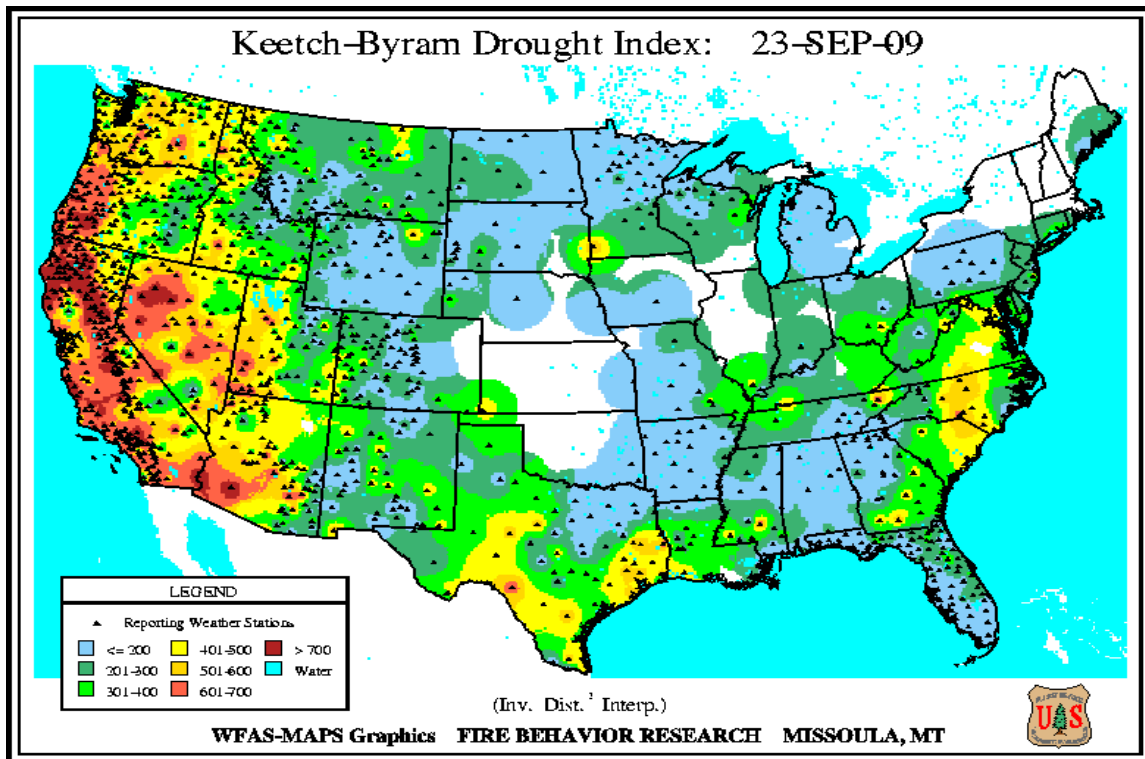 Keetch-Byram Drought Index: 23-SEP-09
LEGEND
Reporting Weather Stations
<= 200
401-500
> 700
201-300
501-600
Water
301-400
601-700
(Inv. Dist.² Interp.)
WFAS-MAPS Graphics FIRE BEHAVIOR RESEARCH MISSOULA, MT
U S